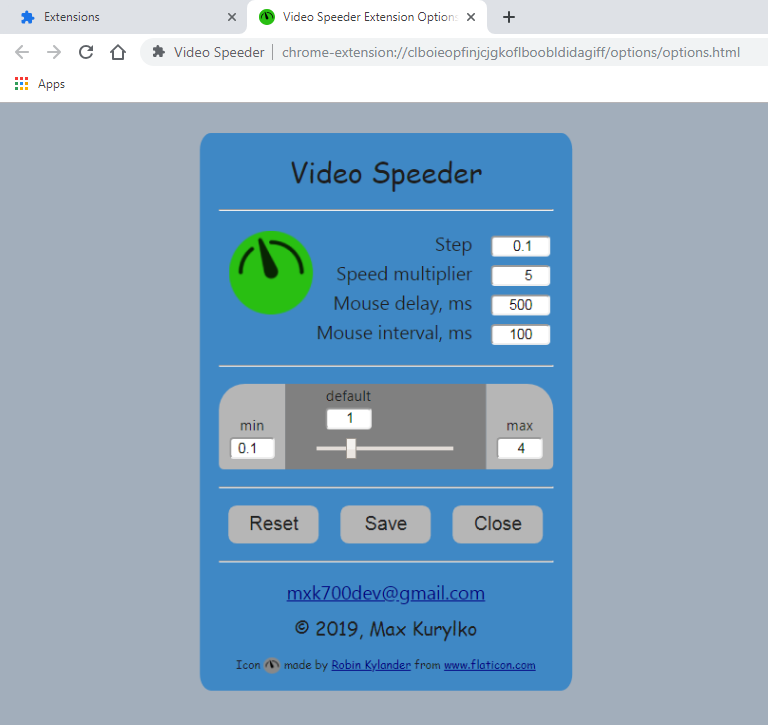 Extensions
Video Speeder Extension Options
Video Speeder | chrome-extension://clboieopfinjcjgkoflboobldidagiff/options/options.html
Apps
Video Speeder
Step 0.1
Speed multiplier 5
Mouse delay, ms 500
Mouse interval, ms 100
default
1
min max
0.1 4
Reset Save Close
mxk700dev@gmail.com
© 2019, Max Kurylko
Icon made by Robin Kylander from www.flaticon.com